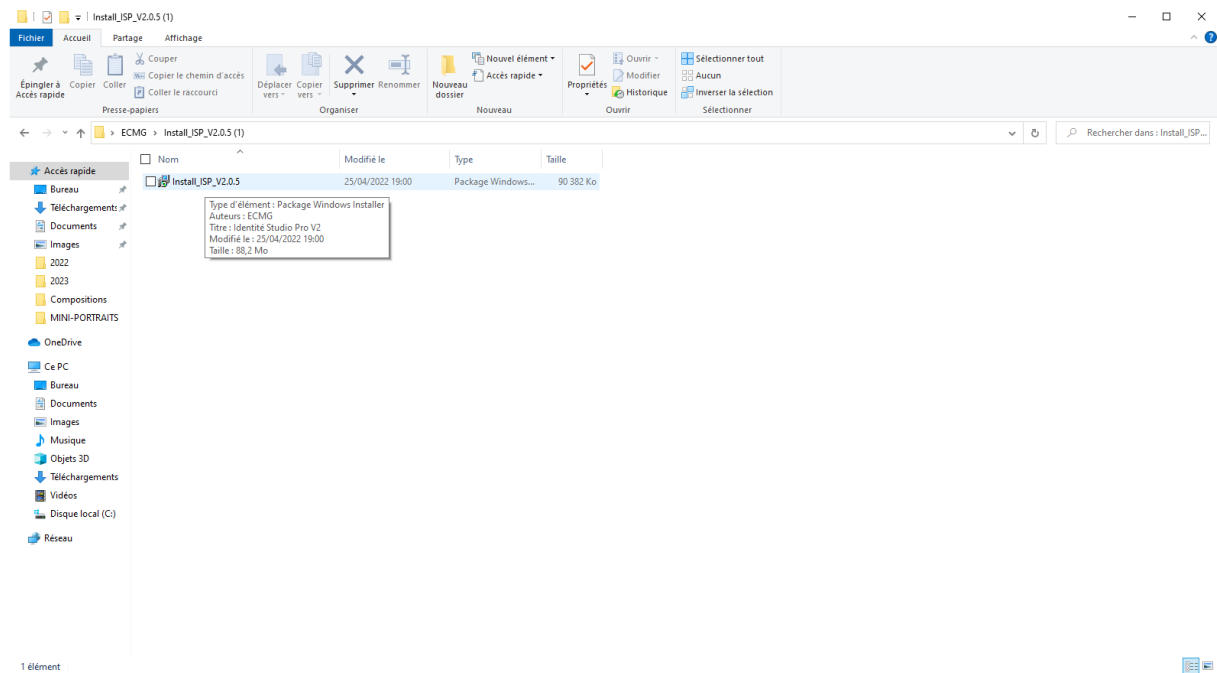 Install_ISP_V2.0.5 (1)
Fichier Accueil Partage Affichage
Épingler à Accès rapide
Copier
Coller
Couper
Copier le chemin d'accès
Coller le raccourci
Presse-papiers
Déplacer vers
Copier vers
Supprimer
Renommer
Organiser
Nouveau dossier
Nouvel élément
Accès rapide
Nouveau
Propriétés
Ouvrir
Modifier
Historique
Ouvrir
Sélectionner tout
Aucun
Inverser la sélection
Sélectionner
ECMG > Install_ISP_V2.0.5 (1)
Rechercher dans : Install_ISP...
Nom Modifié le Type Taille
Install_ISP_V2.0.5 25/04/2022 19:00 Package Windows... 90 382 Ko
Type d'élément : Package Windows Installer
Auteurs : ECMG
Titre : Identité Studio Pro V2
Modifié le : 25/04/2022 19:00
Taille : 88,2 Mo
Accès rapide
Bureau
Téléchargements
Documents
Images
2022
2023
Compositions
MINI-PORTRAITS
OneDrive
Ce PC
Bureau
Documents
Images
Musique
Objets 3D
Téléchargements
Vidéos
Disque local (C:)
Réseau
1 élément